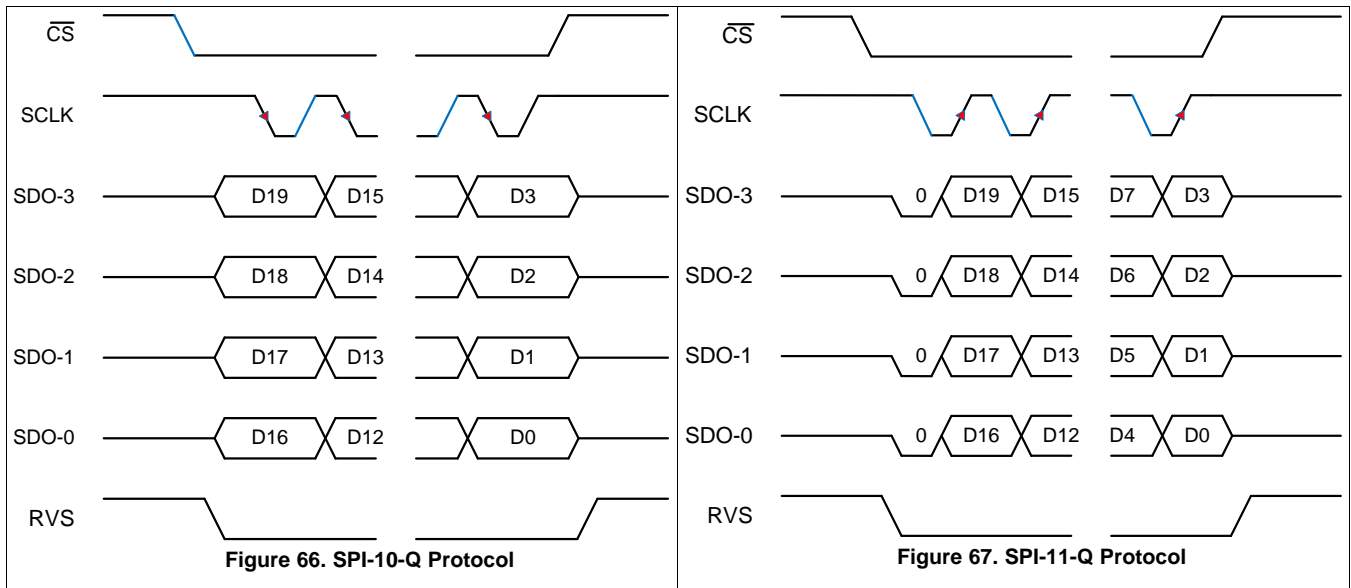 CS
SCLK
SDO-3 D19 D15 D3
SDO-2 D18 D14 D2
SDO-1 D17 D13 D1
SDO-0 D16 D12 D0
RVS
Figure 66. SPI-10-Q Protocol
CS
SCLK
SDO-3 0 D19 D15 D7 D3
SDO-2 0 D18 D14 D6 D2
SDO-1 0 D17 D13 D5 D1
SDO-0 0 D16 D12 D4 D0
RVS
Figure 67. SPI-11-Q Protocol